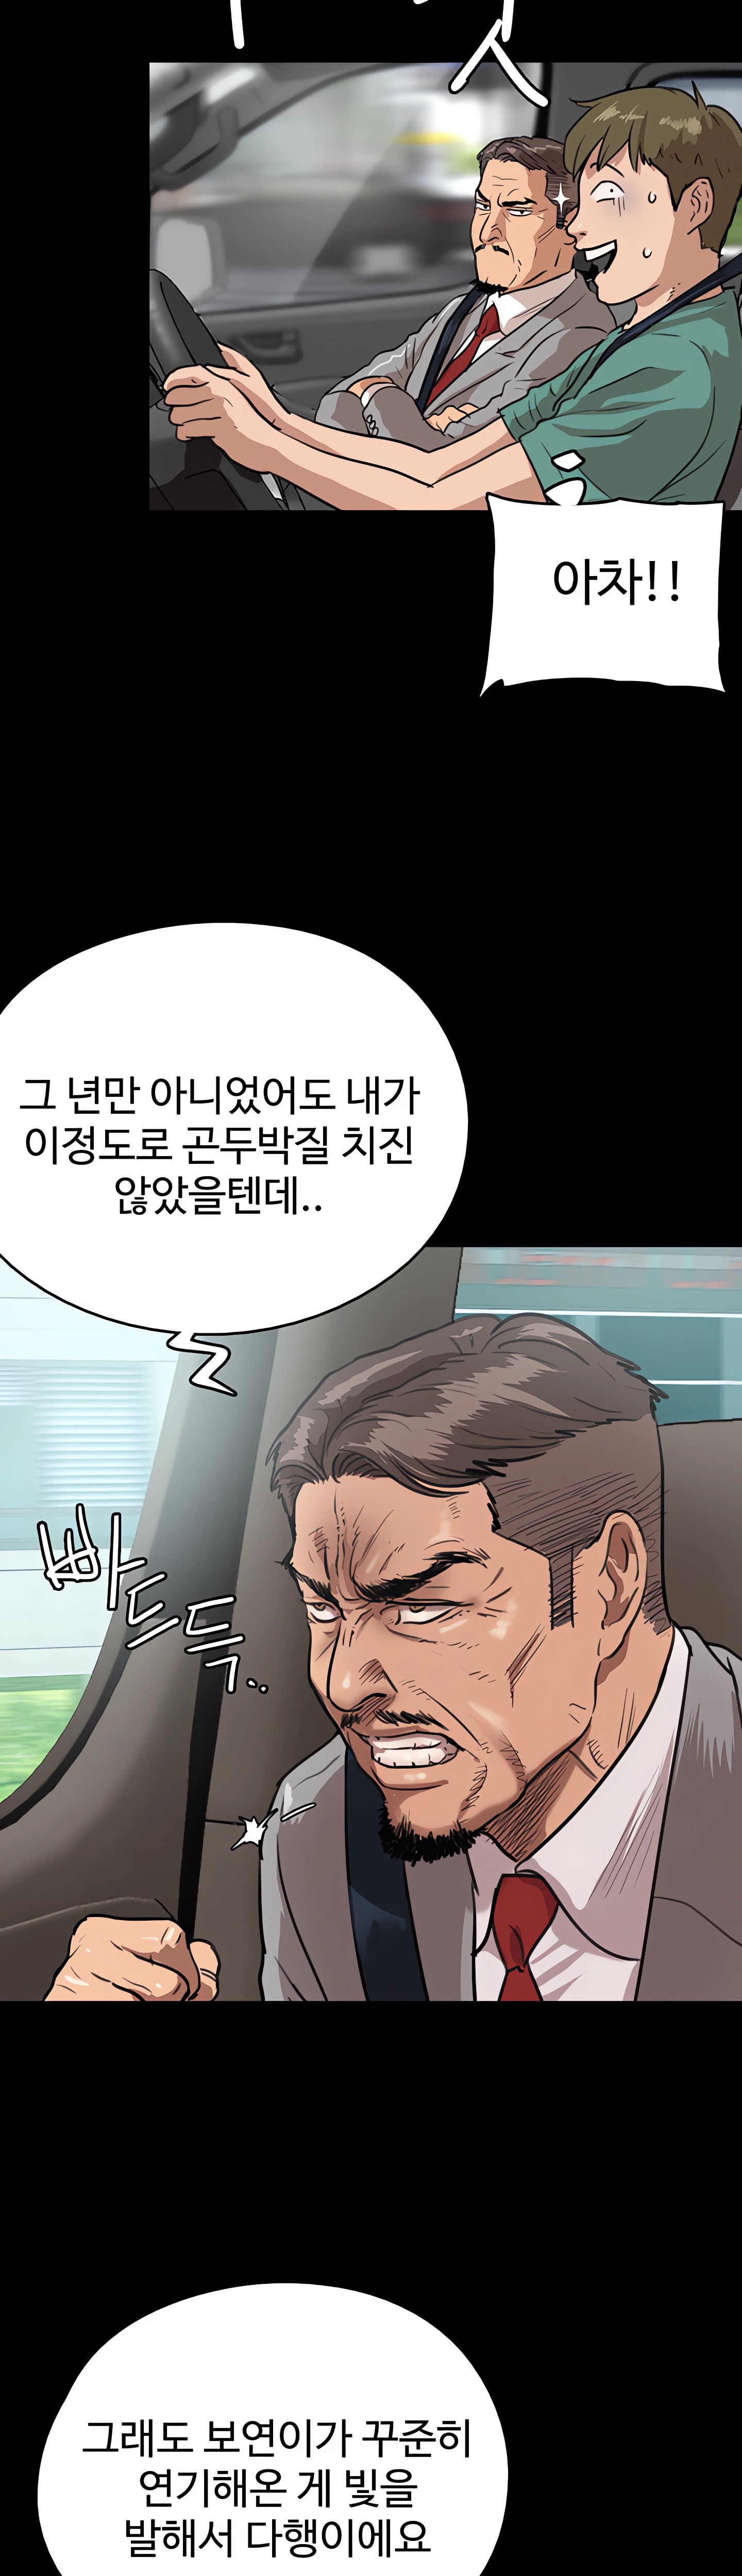 아차!!
그 년만 아니었어도 내가
이정도로 곤두박질 치진
않았을텐데..
빠드득..
그래도 보연이가 꾸준히
연기해온 게 빛을
발해서 다행이에요